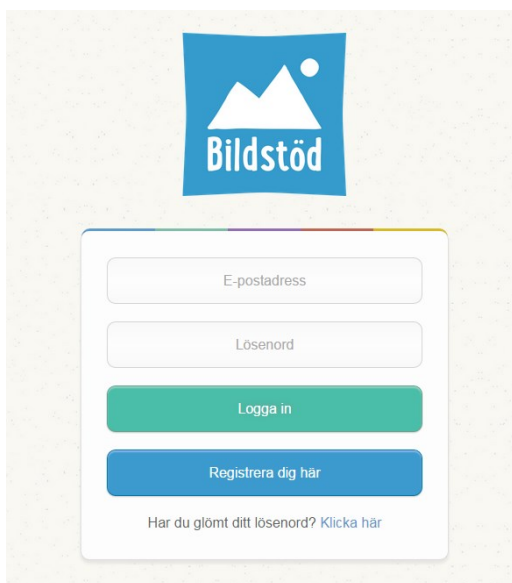 Bildstöd
E-postadress
Lösenord
Logga in
Registrera dig här
Har du glömt ditt lösenord? Klicka här